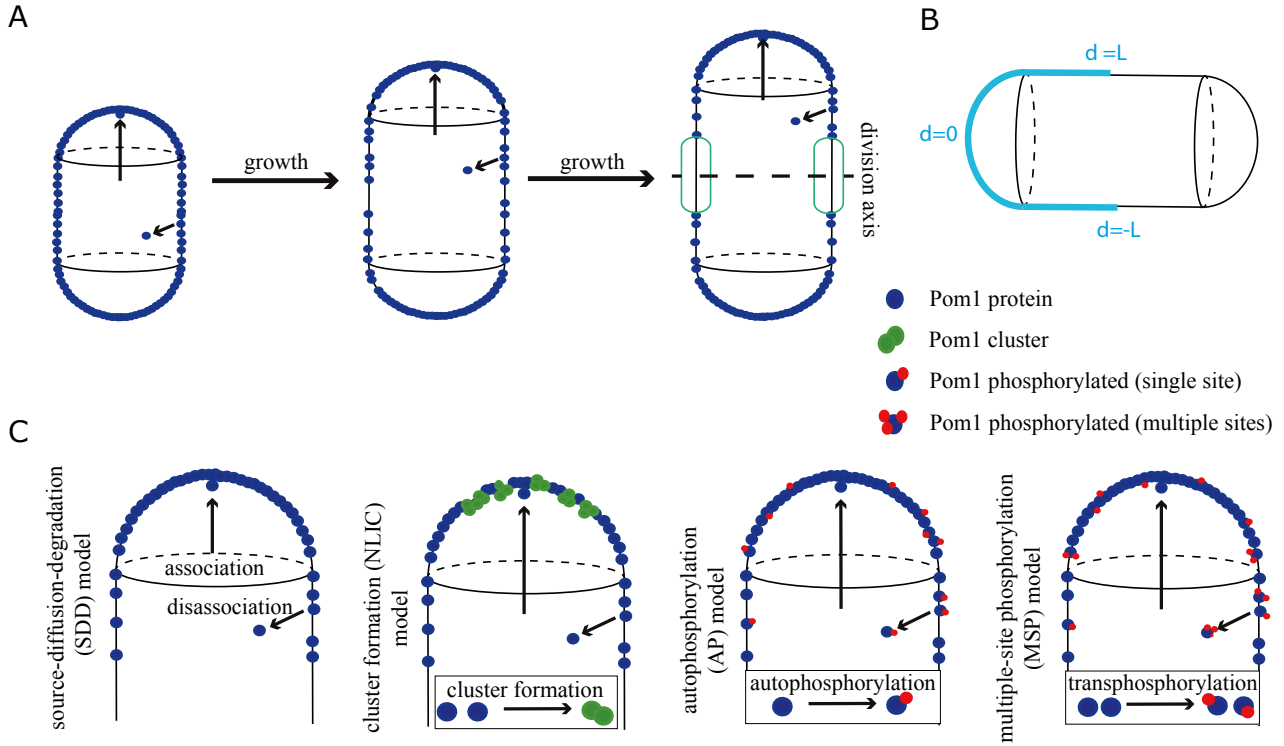 A
growth
growth
division axis
B
d =L
d=0
d=-L
Pom1 protein
Pom1 cluster
Pom1 phosphorylated (single site)
Pom1 phosphorylated (multiple sites)
C
source-diffusion-degradation
(SDD) model
association
disassociation
cluster formation (NLIC)
model
cluster formation
autophosphorylation
(AP) model
autophosphorylation
multiple-site phosphorylation
(MSP) model
transphosphorylation